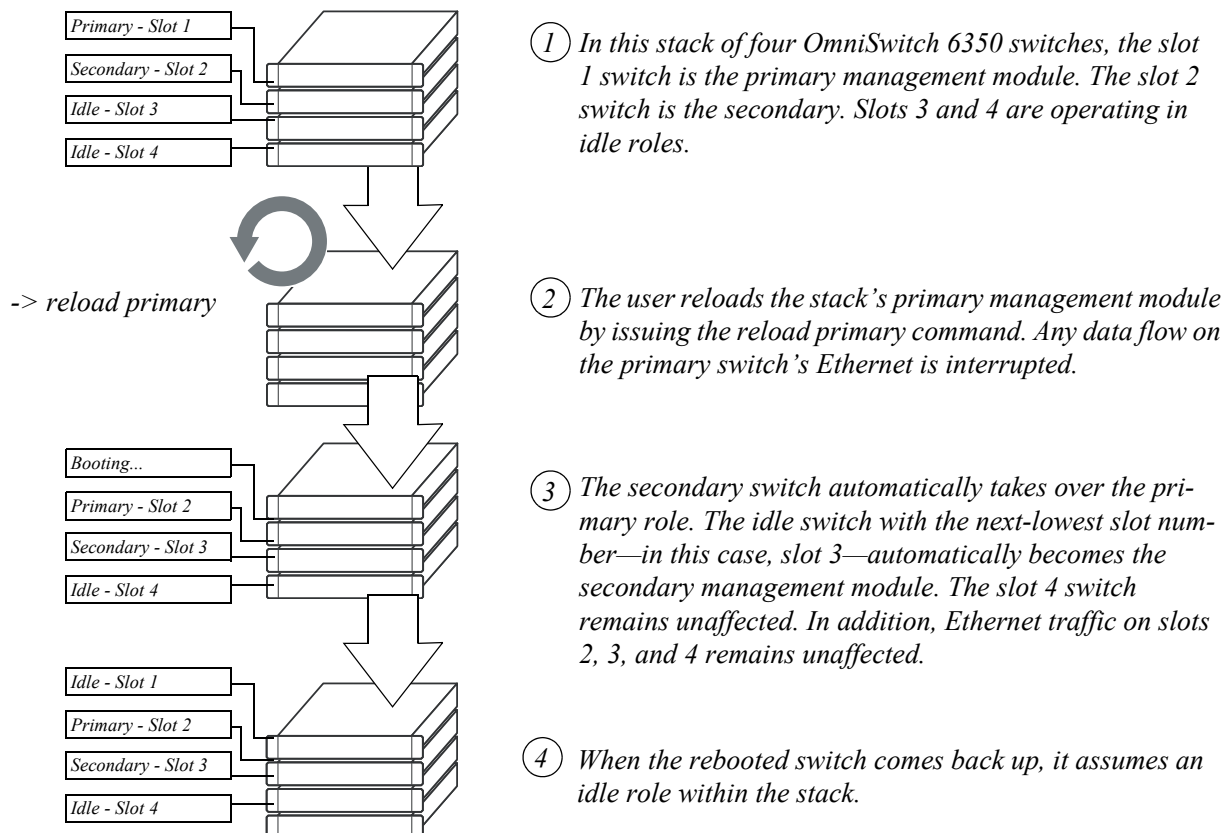 Primary - Slot 1
Secondary - Slot 2
Idle - Slot 3
Idle - Slot 4
1 In this stack of four OmniSwitch 6350 switches, the slot
1 switch is the primary management module. The slot 2
switch is the secondary. Slots 3 and 4 are operating in
idle roles.
-> reload primary
2 The user reloads the stack’s primary management module
by issuing the reload primary command. Any data flow on
the primary switch’s Ethernet is interrupted.
Booting...
Primary - Slot 2
Secondary - Slot 3
Idle - Slot 4
3 The secondary switch automatically takes over the pri-
mary role. The idle switch with the next-lowest slot num-
ber—in this case, slot 3—automatically becomes the
secondary management module. The slot 4 switch
remains unaffected. In addition, Ethernet traffic on slots
2, 3, and 4 remains unaffected.
Idle - Slot 1
Primary - Slot 2
Secondary - Slot 3
Idle - Slot 4
4 When the rebooted switch comes back up, it assumes an
idle role within the stack.